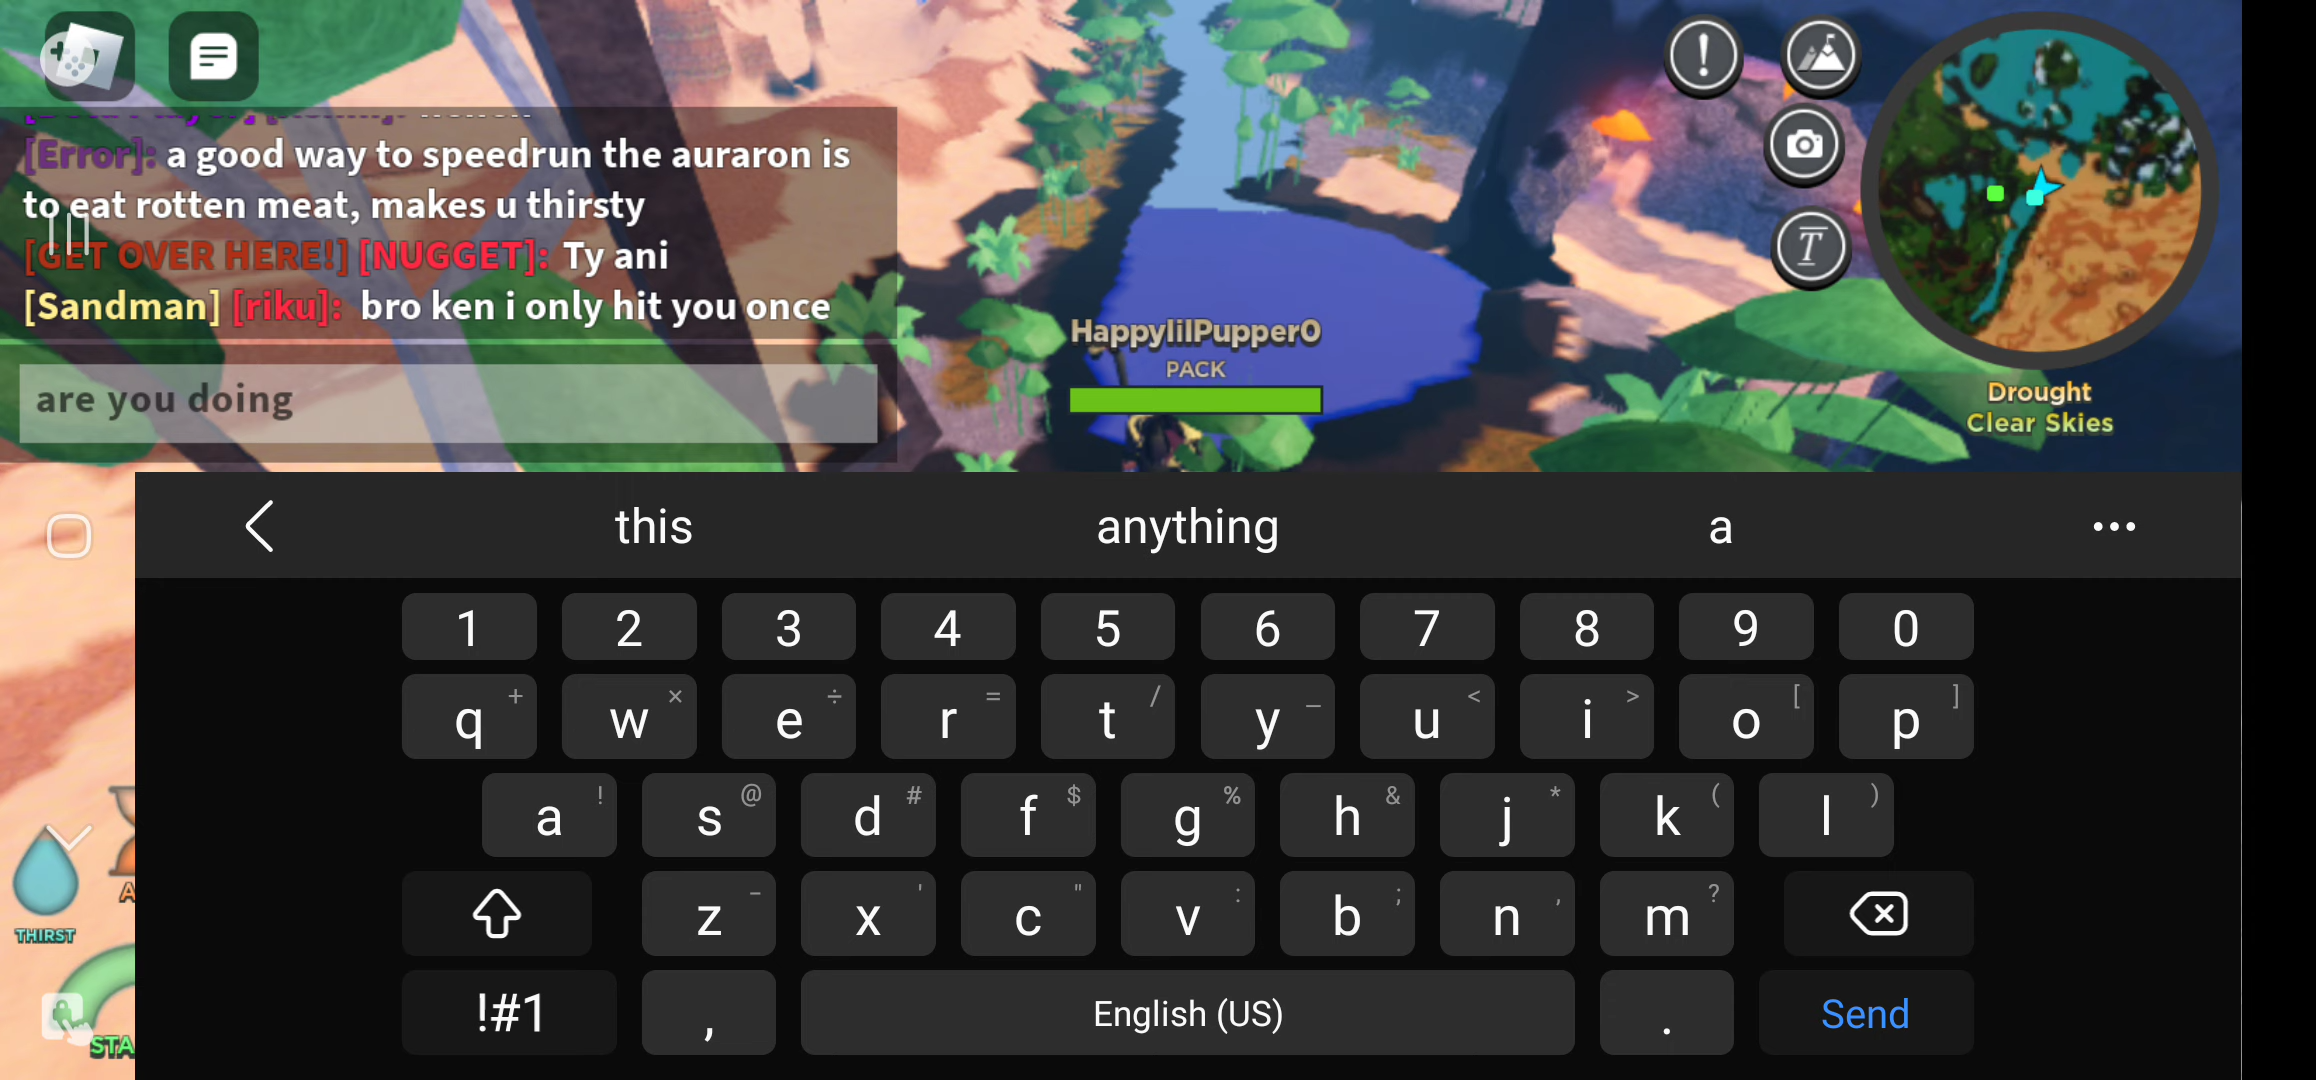 [Error]: a good way to speedrun the auraron is
to eat rotten meat, makes u thirsty
[GET OVER HERE!] [NUGGET]: Ty ani
[Sandman] [riku]: bro ken i only hit you once
are you doing
HappylilPupper0
PACK
T
Drought
Clear Skies
this anything a
1 2 3 4 5 6 7 8 9 0
q + w × e ÷ r = t / y _ u < i > o [ p ]
a ! s @ d # f $ g % h & j * k ( l )
z - x ' c " v : b ; n , m ?
!#1 , English (US) . Send
A
THIRST
STA